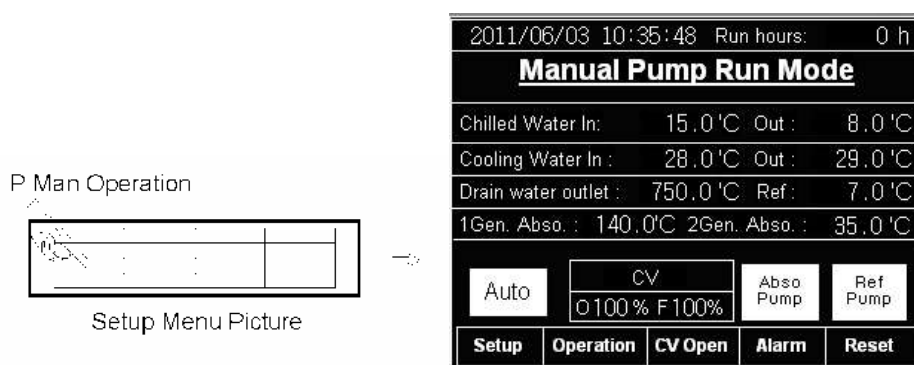 P Man Operation
Setup Menu Picture
2011/06/03 10:35:48 Run hours: 0 h
Manual Pump Run Mode
Chilled Water In: 15.0'C Out : 8.0'C
Cooling Water In : 28.0'C Out : 29.0'C
Drain water outlet : 750.0'C Ref : 7.0'C
1Gen. Abso. : 140.0'C 2Gen. Abso. : 35.0'C
Auto
CV
O100% F100%
Abso
Pump
Ref
Pump
Setup Operation CV Open Alarm Reset